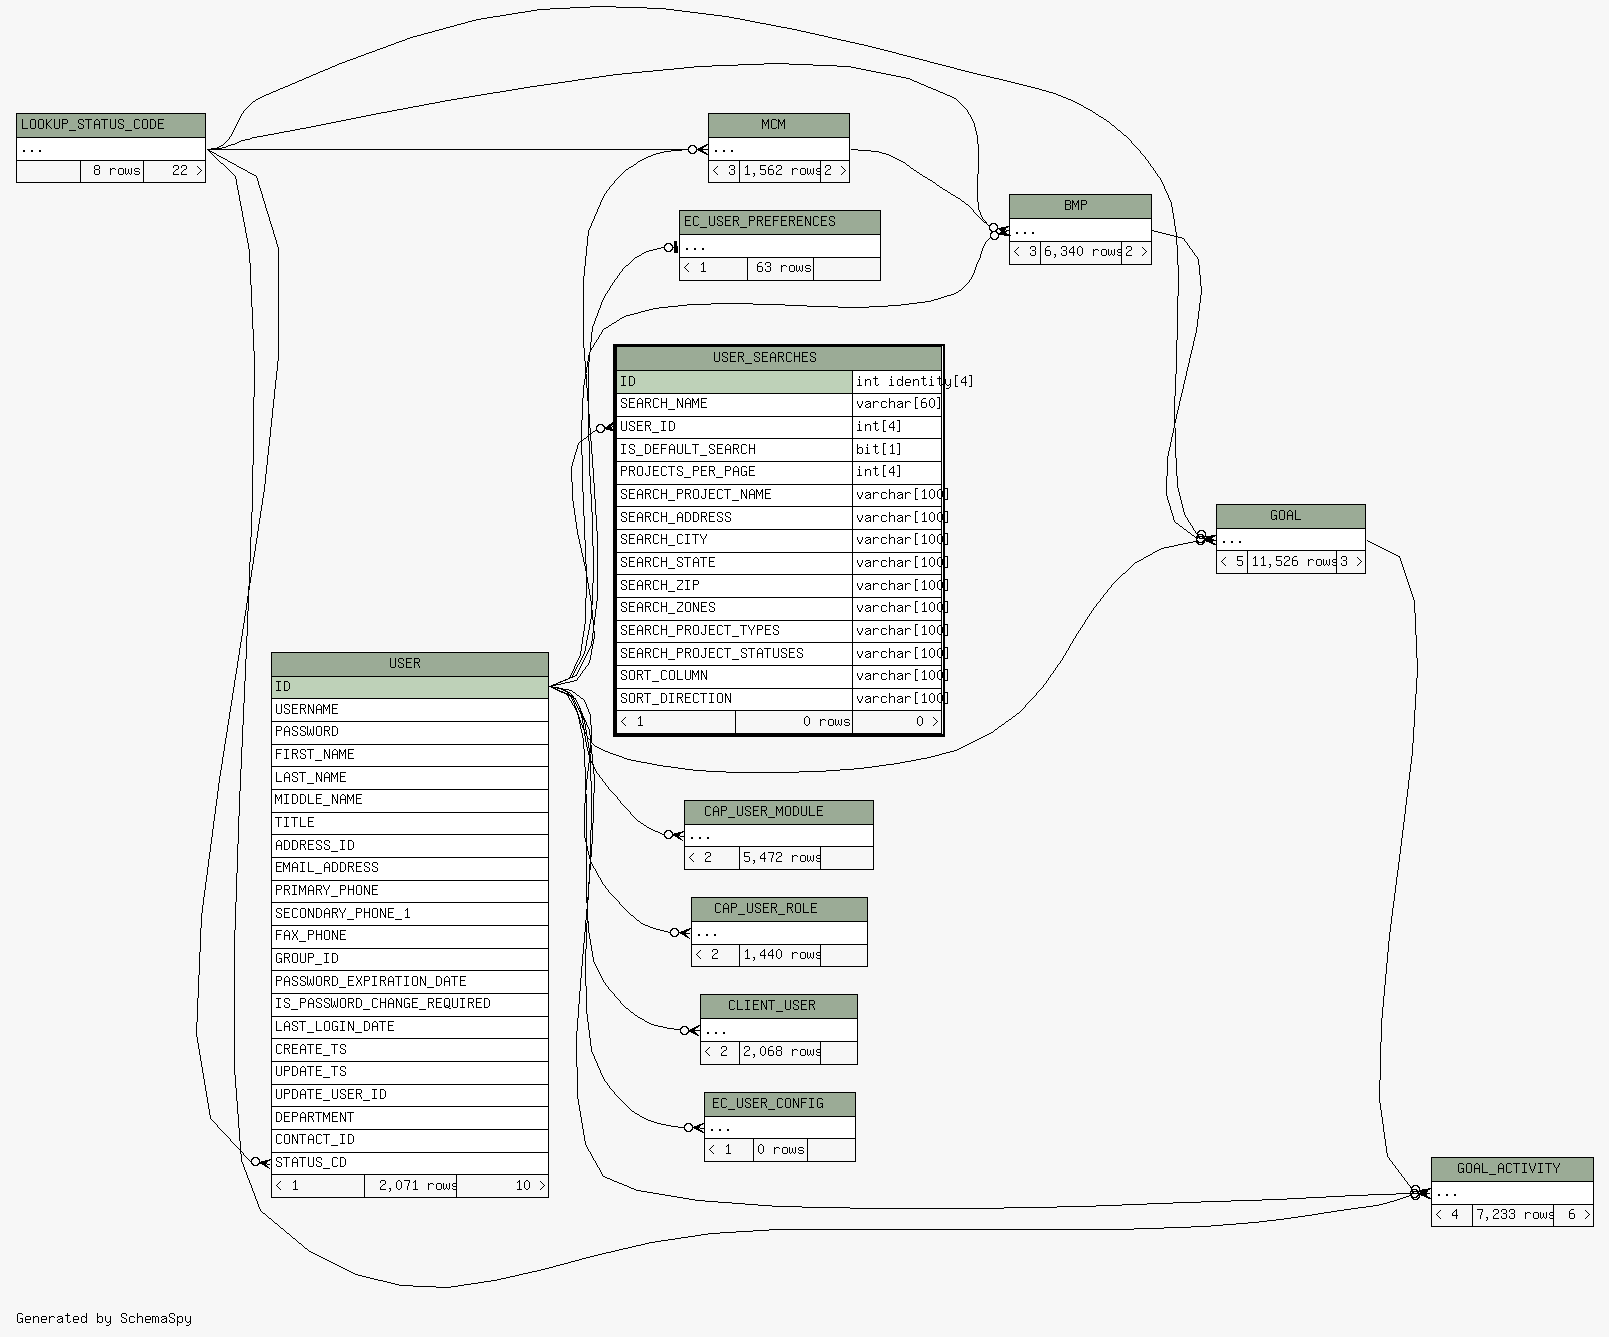 LOOKUP_STATUS_CODE
...
8 rows 22 >
MCM
...
< 3 1,562 rows 2 >
BMP
...
< 3 6,340 rows 2 >
EC_USER_PREFERENCES
...
< 1 63 rows
USER_SEARCHES
ID int identity[4]
SEARCH_NAME varchar[60]
USER_ID int[4]
IS_DEFAULT_SEARCH bit[1]
PROJECTS_PER_PAGE int[4]
SEARCH_PROJECT_NAME varchar[100]
SEARCH_ADDRESS varchar[100]
SEARCH_CITY varchar[100]
SEARCH_STATE varchar[100]
SEARCH_ZIP varchar[100]
SEARCH_ZONES varchar[100]
SEARCH_PROJECT_TYPES varchar[100]
SEARCH_PROJECT_STATUSES varchar[100]
SORT_COLUMN varchar[100]
SORT_DIRECTION varchar[100]
< 1 0 rows 0 >
GOAL
...
< 5 11,526 rows 3 >
USER
ID
USERNAME
PASSWORD
FIRST_NAME
LAST_NAME
MIDDLE_NAME
TITLE
ADDRESS_ID
EMAIL_ADDRESS
PRIMARY_PHONE
SECONDARY_PHONE_1
FAX_PHONE
GROUP_ID
PASSWORD_EXPIRATION_DATE
IS_PASSWORD_CHANGE_REQUIRED
LAST_LOGIN_DATE
CREATE_TS
UPDATE_TS
UPDATE_USER_ID
DEPARTMENT
CONTACT_ID
STATUS_CD
< 1 2,071 rows 10 >
CAP_USER_MODULE
...
< 2 5,472 rows
CAP_USER_ROLE
...
< 2 1,440 rows
CLIENT_USER
...
< 2 2,068 rows
EC_USER_CONFIG
...
< 1 0 rows
GOAL_ACTIVITY
...
< 4 7,233 rows 6 >
Generated by SchemaSpy